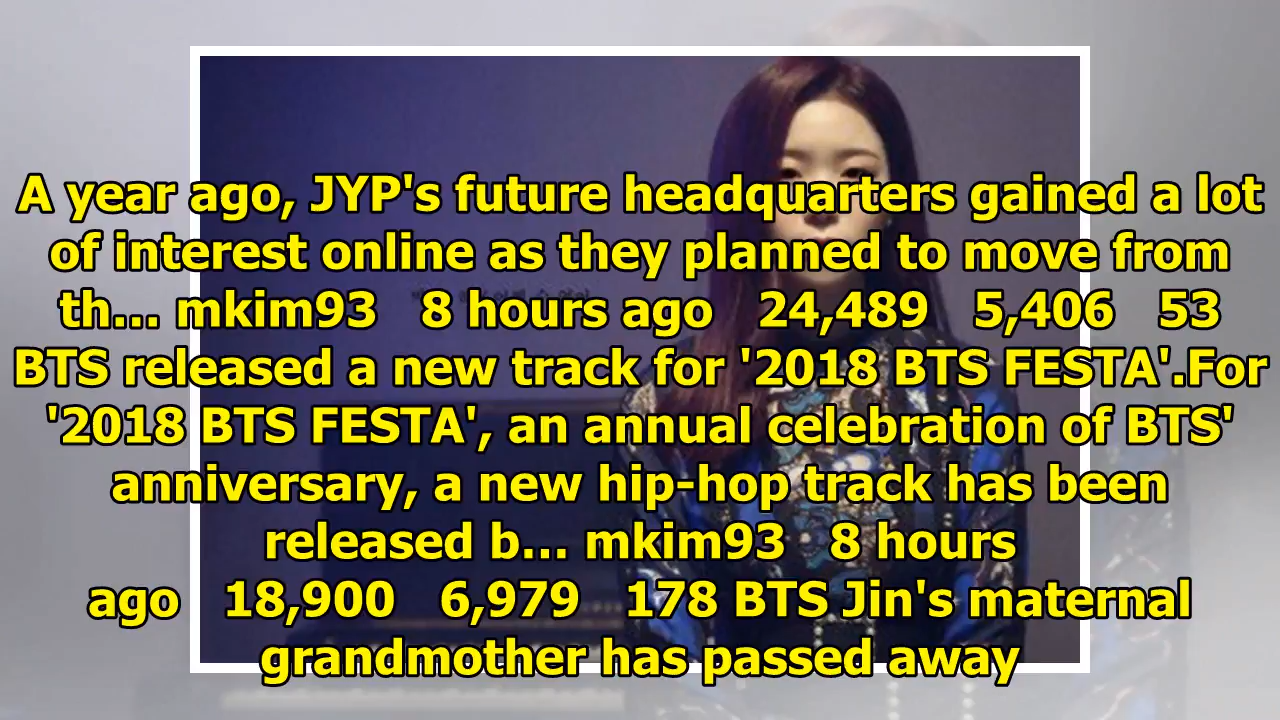 A year ago, JYP's future headquarters gained a lot
of interest online as they planned to move from
th... mkim93 8 hours ago 24,489 5,406 53
BTS released a new track for '2018 BTS FESTA'.For
'2018 BTS FESTA', an annual celebration of BTS'
anniversary, a new hip-hop track has been
released b... mkim93 8 hours
ago 18,900 6,979 178 BTS Jin's maternal
grandmother has passed away